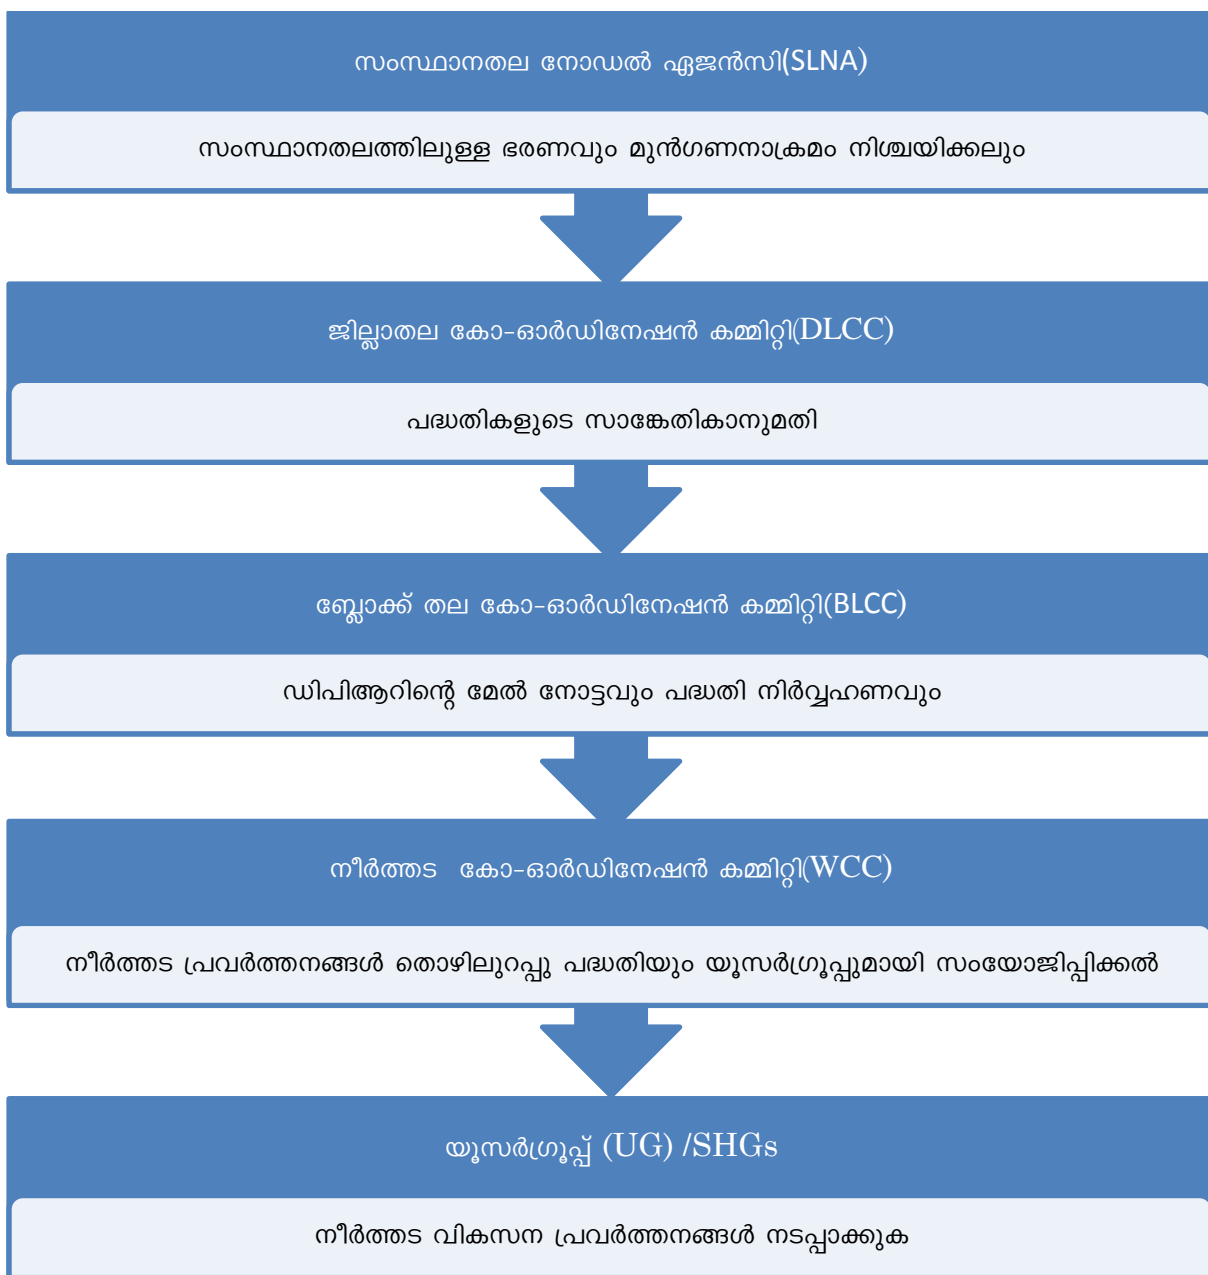 സംസ്ഥാനതല നോഡൽ ഏജൻസി(SLNA)
സംസ്ഥാനതലത്തിലുള്ള ഭരണവും മുൻഗണനാക്രമം നിശ്ചയിക്കലും
ജില്ലാതല കോ-ഓർഡിനേഷൻ കമ്മിറ്റി(DLCC)
പദ്ധതികളുടെ സാങ്കേതികാനുമതി
ബ്ലോക്ക് തല കോ-ഓർഡിനേഷൻ കമ്മിറ്റി(BLCC)
ഡിപിആറിന്റെ മേൽ നോട്ടവും പദ്ധതി നിർവ്വഹണവും
നീർത്തട കോ-ഓർഡിനേഷൻ കമ്മിറ്റി(WCC)
നീർത്തട പ്രവർത്തനങ്ങൾ തൊഴിലുറപ്പു പദ്ധതിയും യൂസർഗ്രൂപ്പുമായി സംയോജിപ്പിക്കൽ
യൂസർഗ്രൂപ്പ് (UG) /SHGs
നീർത്തട വികസന പ്രവർത്തനങ്ങൾ നടപ്പാക്കുക